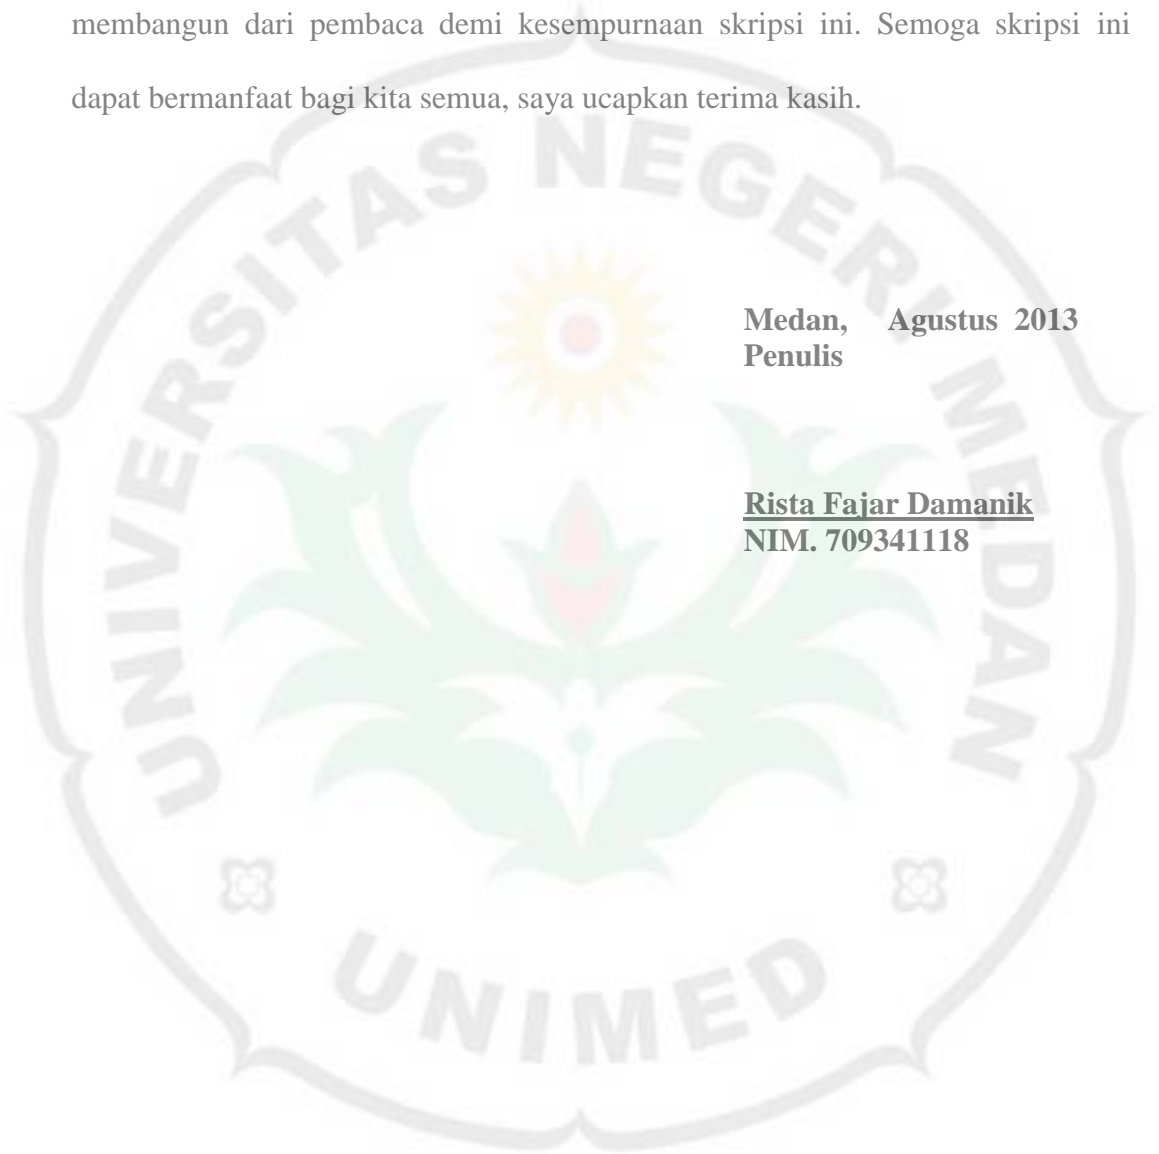 membangun dari pembaca demi kesempurnaan skripsi ini. Semoga skripsi ini
dapat bermanfaat bagi kita semua, saya ucapkan terima kasih.
UNIVERSITAS NEGERI MEDAN
Medan, Agustus 2013
Penulis
Rista Fajar Damanik
NIM. 709341118
UNIMED